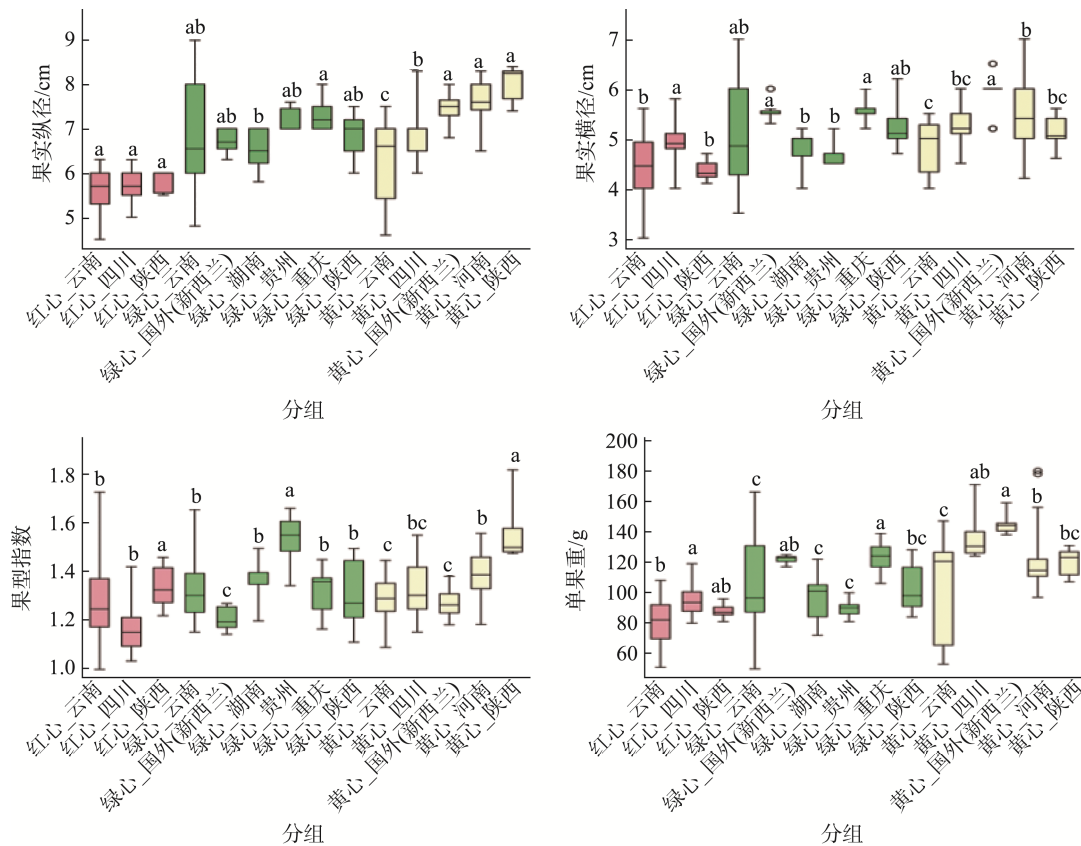 果实纵径/cm
9
8
7
6
5
a
a
a
ab
ab
b
ab
a
ab
c
b
a
a
a
红心_云南
红心_四川
红心_陕西
绿心_云南
绿心_国外(新西兰)
绿心_湖南
绿心_贵州
绿心_重庆
绿心_陕西
黄心_云南
黄心_四川
黄心_国外(新西兰)
黄心_河南
黄心_陕西
分组
果实横径/cm
7
6
5
4
3
b
a
b
ab
a
b
b
a
ab
c
bc
a
b
bc
红心_云南
红心_四川
红心_陕西
绿心_云南
绿心_国外(新西兰)
绿心_湖南
绿心_贵州
绿心_重庆
绿心_陕西
黄心_云南
黄心_四川
黄心_国外(新西兰)
黄心_河南
黄心_陕西
分组
果型指数
1.8
1.6
1.4
1.2
1.0
b
b
a
b
c
b
a
b
b
b
bc
c
b
a
红心_云南
红心_四川
红心_陕西
绿心_云南
绿心_国外(新西兰)
绿心_湖南
绿心_贵州
绿心_重庆
绿心_陕西
黄心_云南
黄心_四川
黄心_国外(新西兰)
黄心_河南
黄心_陕西
分组
单果重/g
200
180
160
140
120
100
80
60
b
a
ab
c
ab
c
c
a
bc
c
ab
a
b
bc
红心_云南
红心_四川
红心_陕西
绿心_云南
绿心_国外(新西兰)
绿心_湖南
绿心_贵州
绿心_重庆
绿心_陕西
黄心_云南
黄心_四川
黄心_国外(新西兰)
黄心_河南
黄心_陕西
分组